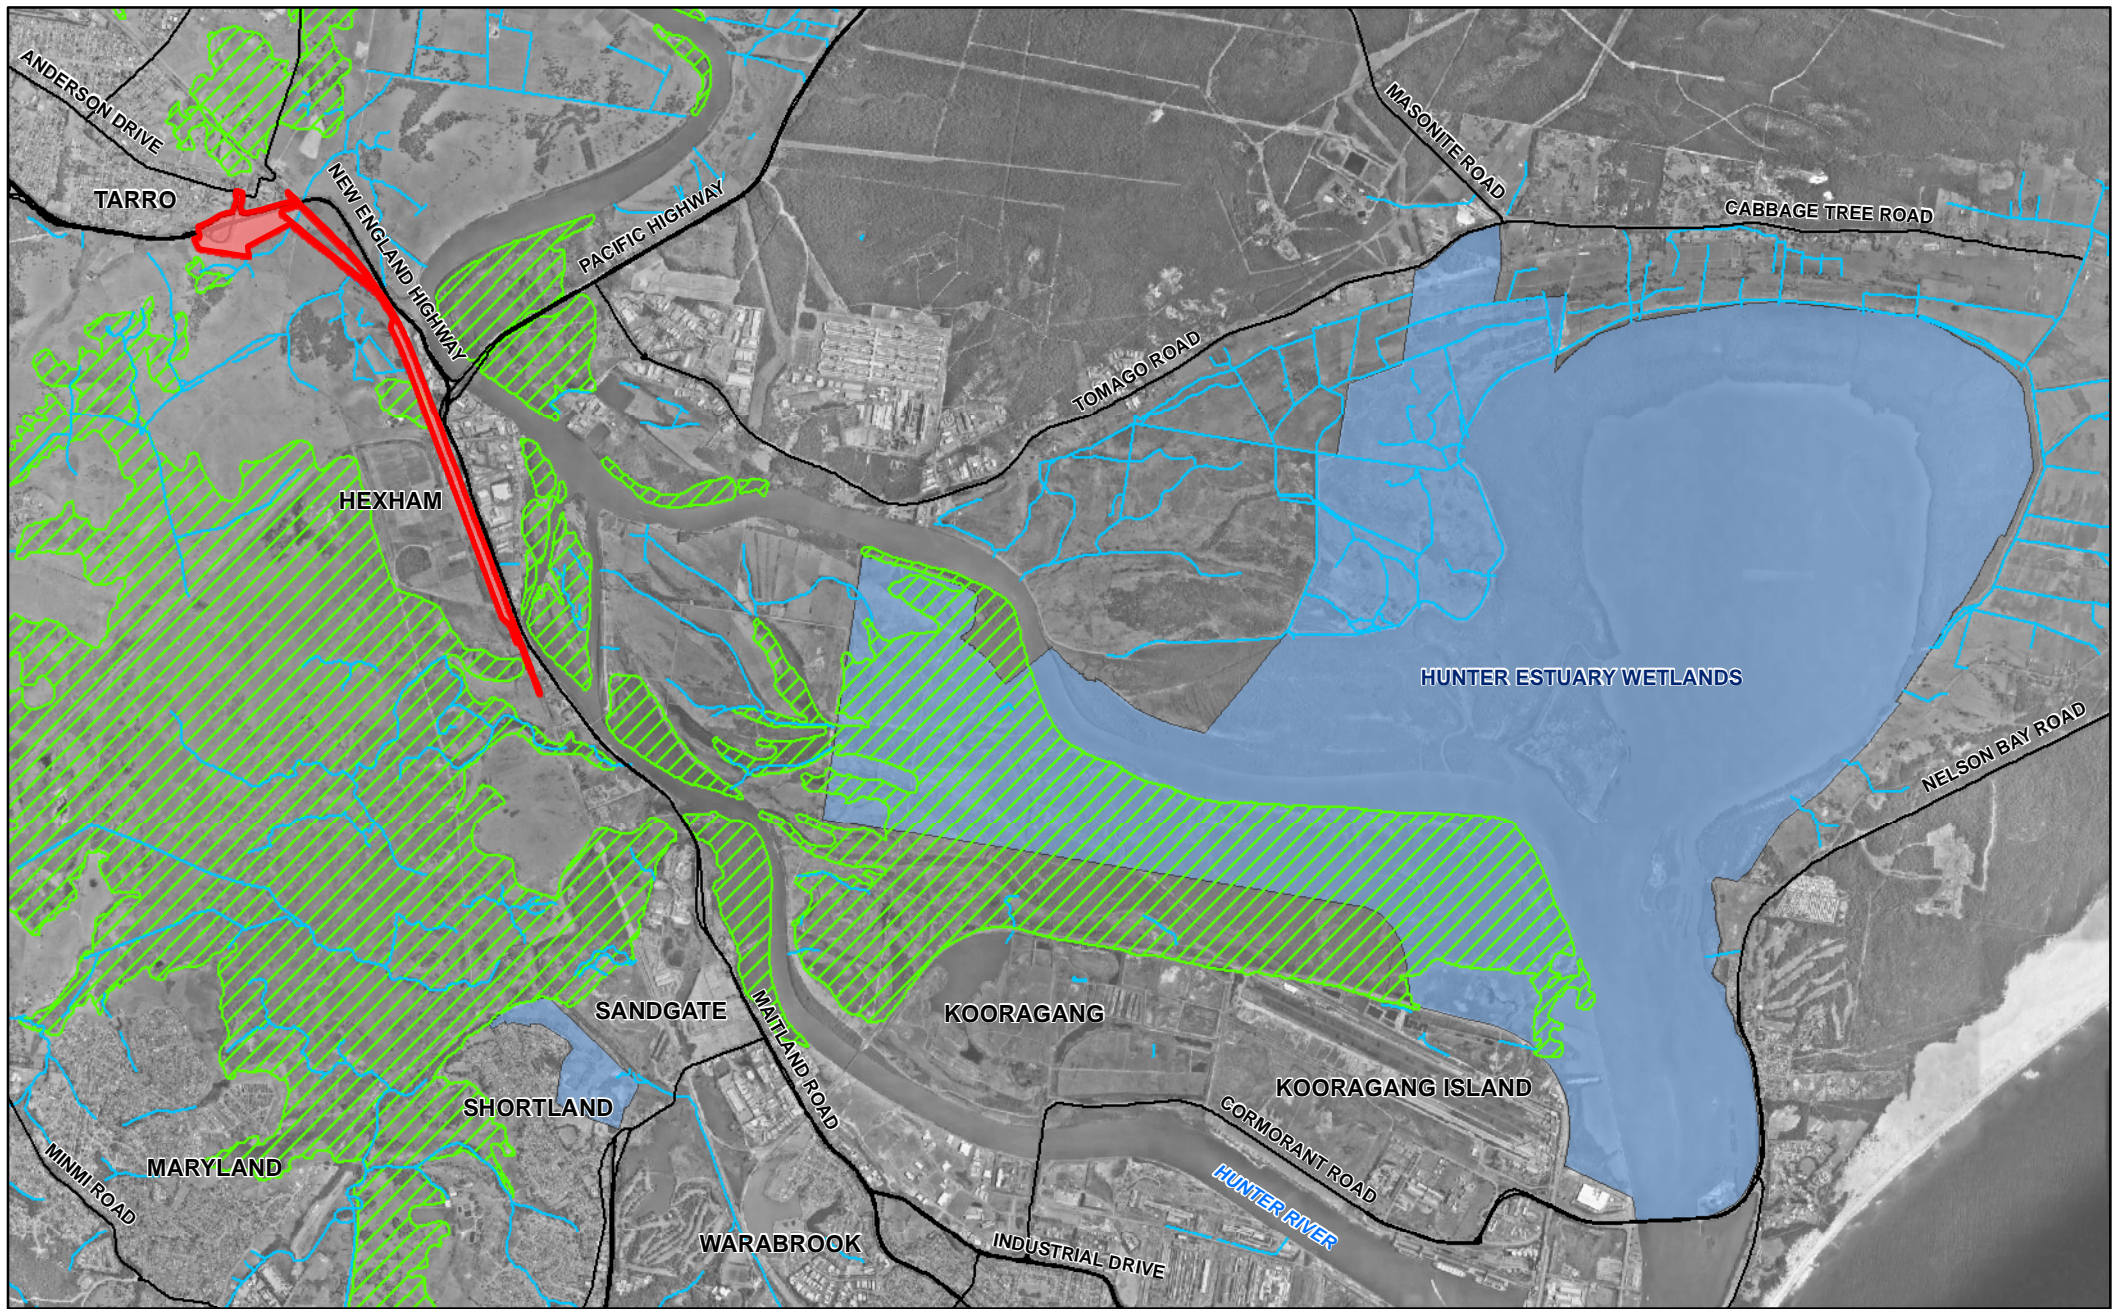 ANDERSON DRIVE
MASONITE ROAD
TARRO
NEW ENGLAND HIGHWAY
PACIFIC HIGHWAY
CABBAGE TREE ROAD
TOMAGO ROAD
HEXHAM
HUNTER ESTUARY WETLANDS
NELSON BAY ROAD
SANDGATE
MAITLAND ROAD
KOORAGANG
KOORAGANG ISLAND
SHORTLAND
CORMORANT ROAD
MINMI ROAD
MARYLAND
HUNTER RIVER
WARABROOK
INDUSTRIAL DRIVE